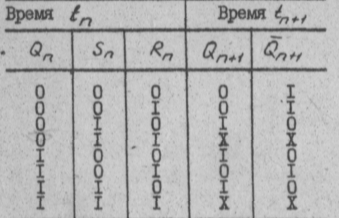 Время tₙ Время tₙ₊₁
Qₙ Sₙ Rₙ Qₙ₊₁ Q̄ₙ₊₁
0 0 0 0 I
0 0 I 0 I
0 I 0 I 0
0 I I X X
I 0 0 I 0
I 0 I 0 I
I I 0 I 0
I I I X X